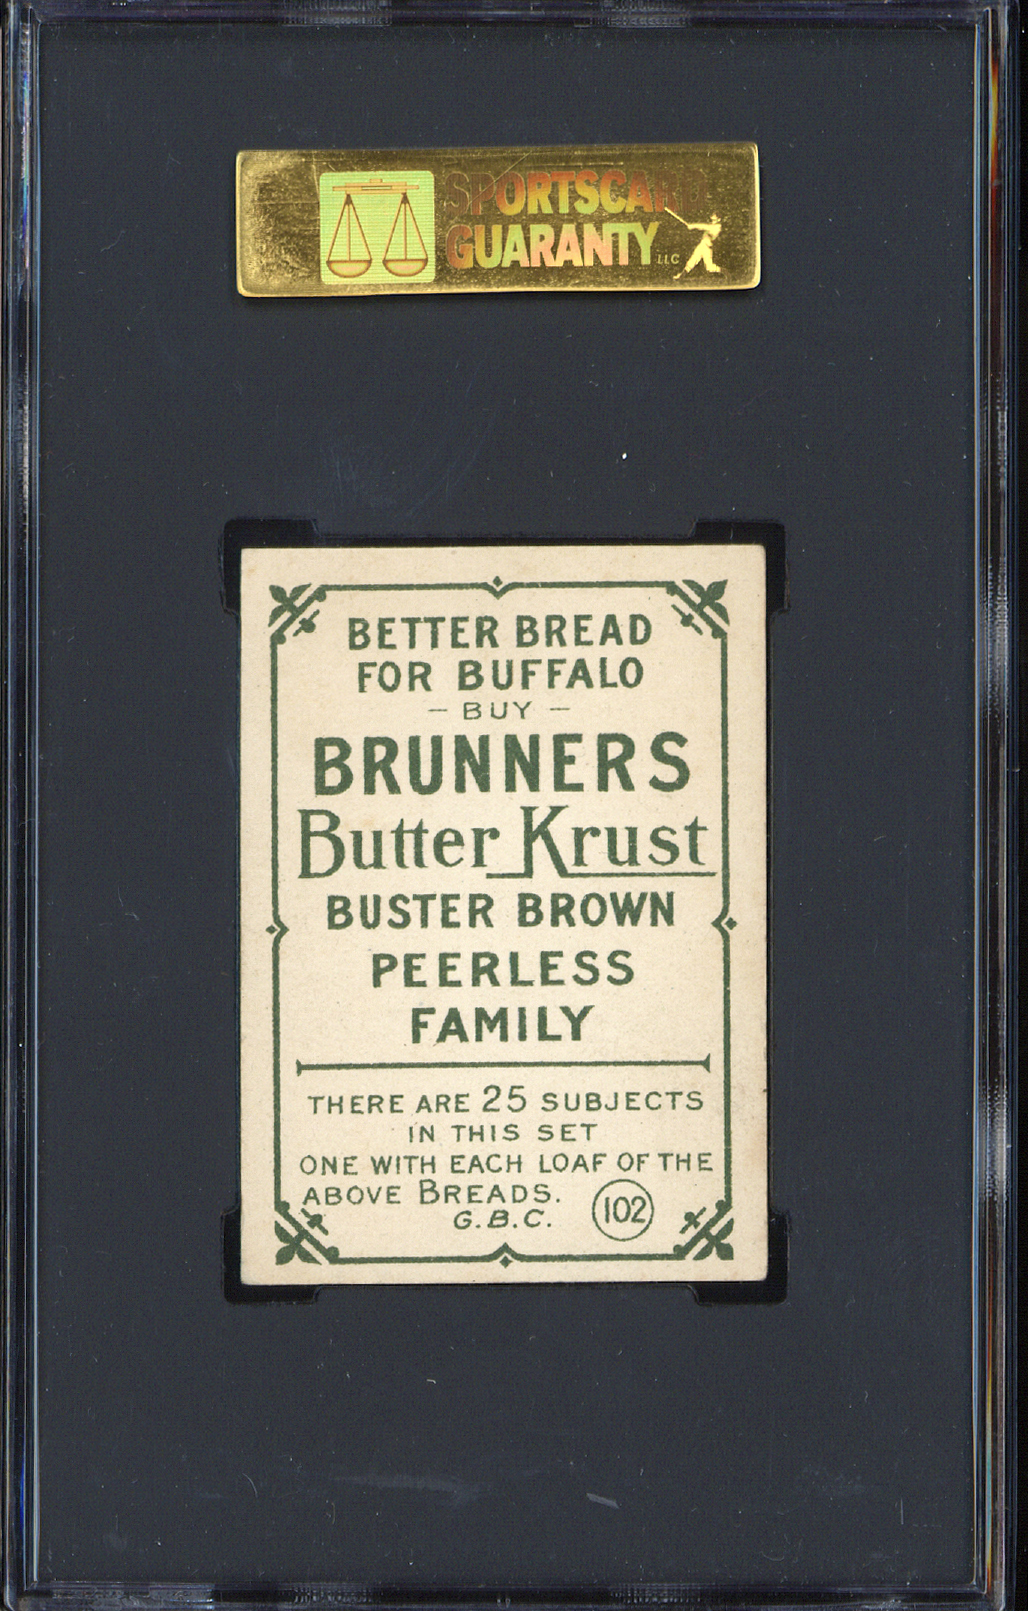 SPORTSCARD
GUARANTY LLC
BETTER BREAD
FOR BUFFALO
- BUY -
BRUNNERS
Butter Krust
BUSTER BROWN
PEERLESS
FAMILY
THERE ARE 25 SUBJECTS
IN THIS SET
ONE WITH EACH LOAF OF THE
ABOVE BREADS.
G.B.C. 102